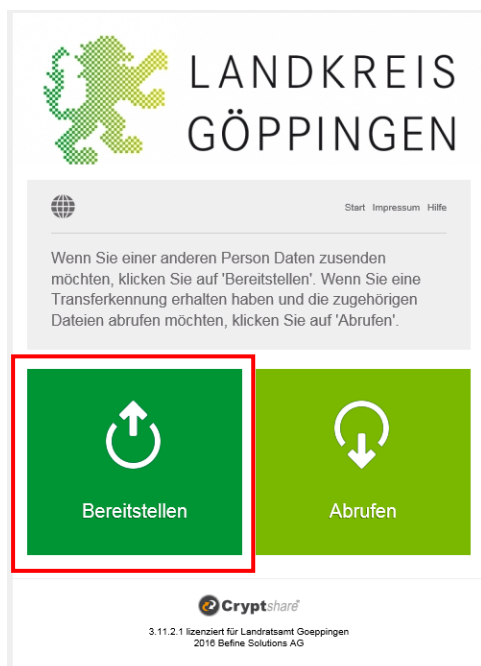 LANDKREIS
GÖPPINGEN
Start Impressum Hilfe
Wenn Sie einer anderen Person Daten zusenden
möchten, klicken Sie auf 'Bereitstellen'. Wenn Sie eine
Transferkennung erhalten haben und die zugehörigen
Dateien abrufen möchten, klicken Sie auf 'Abrufen'.
Bereitstellen
Abrufen
Cryptshare
3.11.2.1 lizenziert für Landratsamt Goeppingen
2016 Befine Solutions AG